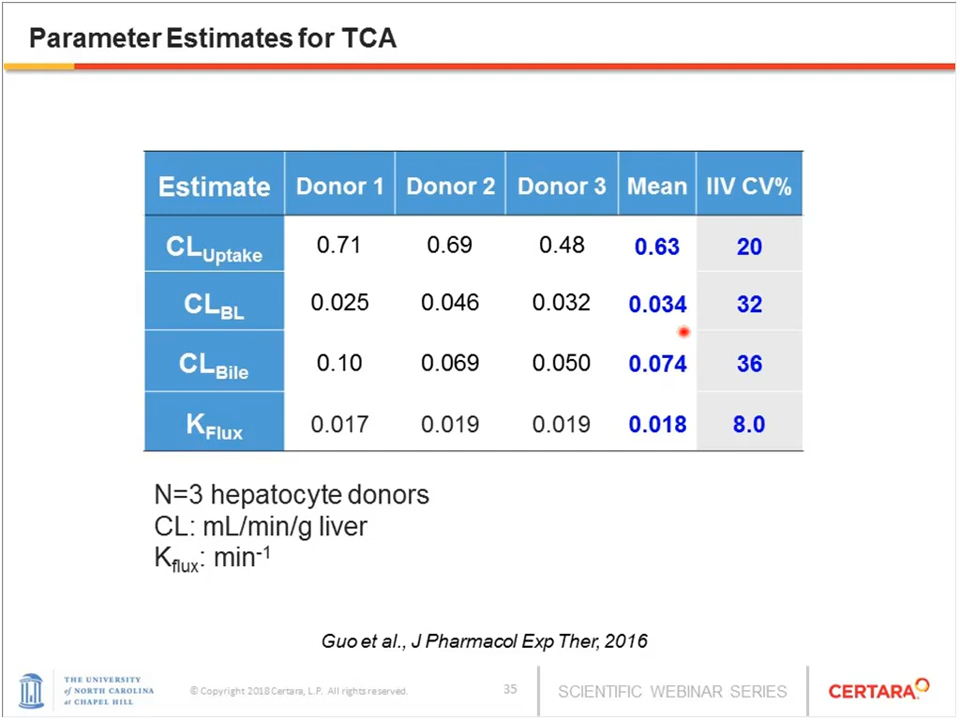 Parameter Estimates for TCA
Estimate Donor 1 Donor 2 Donor 3 Mean IIV CV%
CLUptake 0.71 0.69 0.48 0.63 20
CLBL 0.025 0.046 0.032 0.034 32
CLBile 0.10 0.069 0.050 0.074 36
KFlux 0.017 0.019 0.019 0.018 8.0
N=3 hepatocyte donors
CL: mL/min/g liver
Kflux: min-1
Guo et al., J Pharmacol Exp Ther, 2016
THE UNIVERSITY
of NORTH CAROLINA
at CHAPEL HILL
© Copyright 2018 Certara, L.P. All rights reserved.
35
SCIENTIFIC WEBINAR SERIES
CERTARA